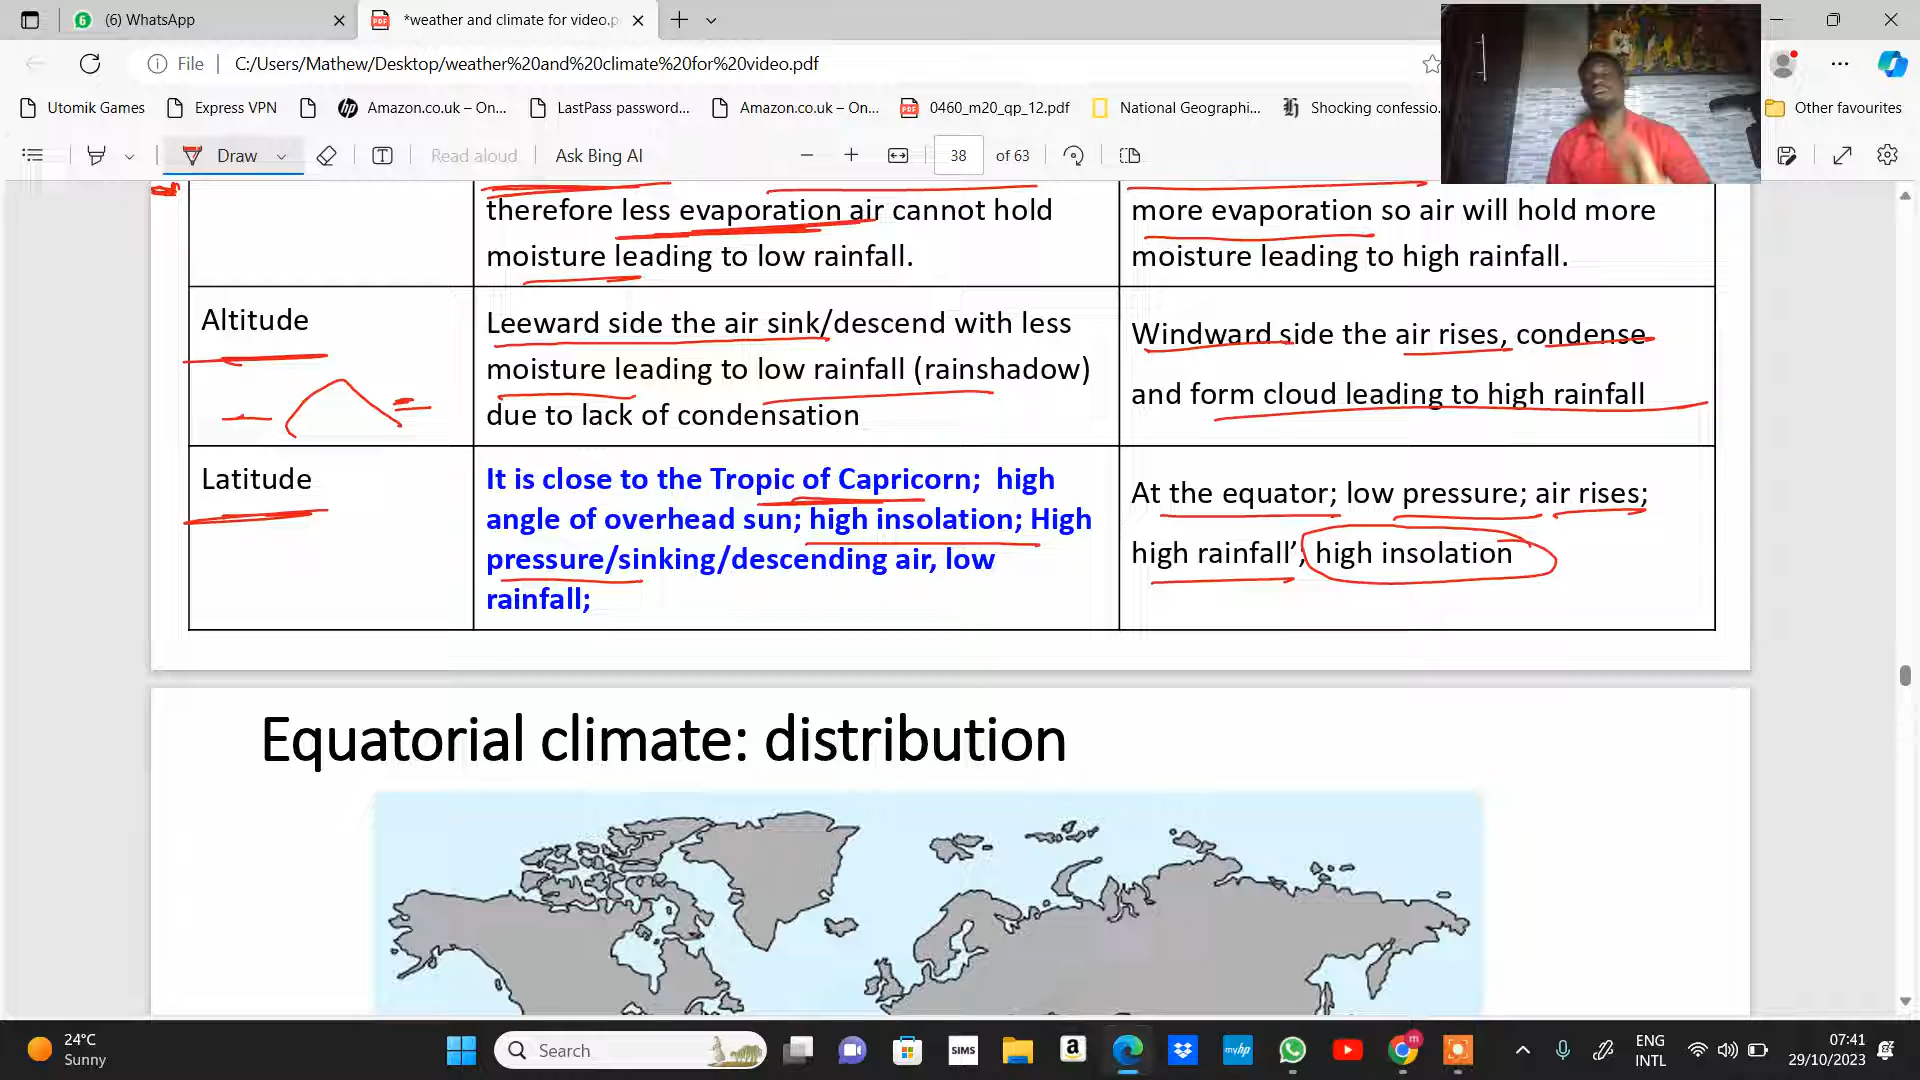 (6) WhatsApp
*weather and climate for video.p
File
C:/Users/Mathew/Desktop/weather%20and%20climate%20for%20video.pdf
Utomik Games
Express VPN
Amazon.co.uk – On...
LastPass password...
Amazon.co.uk – On...
0460_m20_qp_12.pdf
National Geographi...
Shocking confessio...
Other favourites
Draw
Read aloud
Ask Bing AI
38
of 63
therefore less evaporation air cannot hold
moisture leading to low rainfall.
more evaporation so air will hold more
moisture leading to high rainfall.
Altitude
Leeward side the air sink/descend with less
moisture leading to low rainfall (rainshadow)
due to lack of condensation
Windward side the air rises, condense
and form cloud leading to high rainfall
Latitude
It is close to the Tropic of Capricorn; high
angle of overhead sun; high insolation; High
pressure/sinking/descending air, low
rainfall;
At the equator; low pressure; air rises;
high rainfall’; high insolation
Equatorial climate: distribution
24°C
Sunny
Search
SIMS
a
myhp
m
ENG
INTL
07:41
29/10/2023